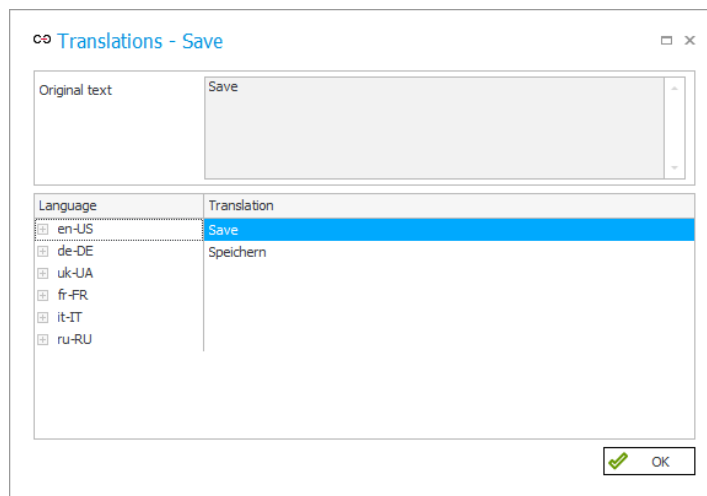 Translations - Save
Original text Save
Language Translation
en-US Save
de-DE Speichern
uk-UA
fr-FR
it-IT
ru-RU
OK